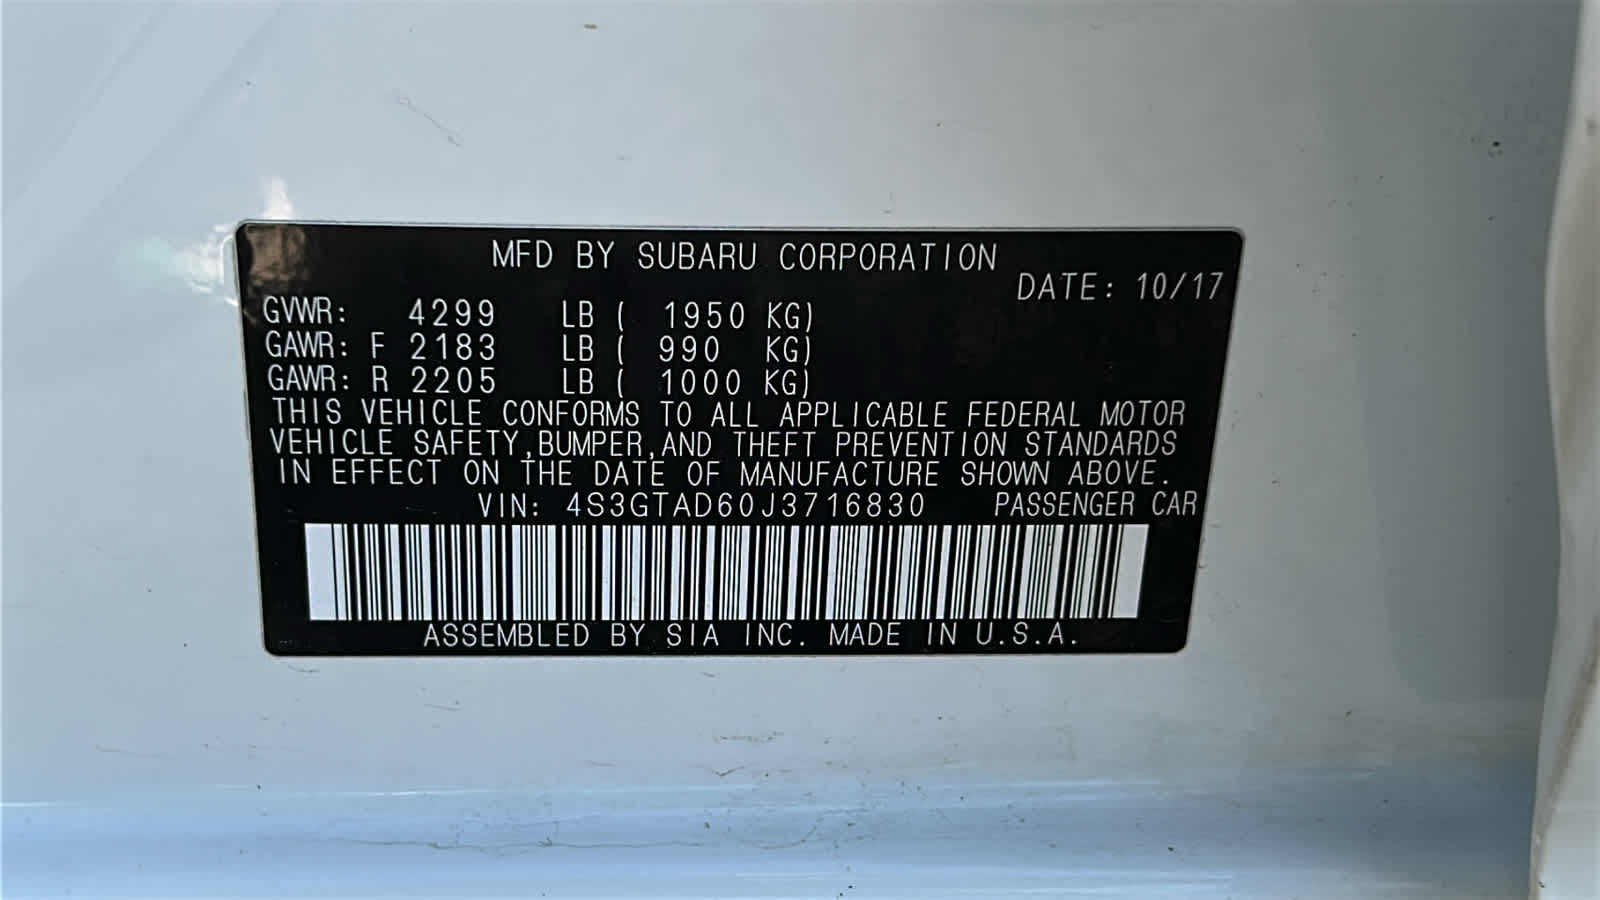 MFD BY SUBARU CORPORATION
DATE: 10/17
GVWR: 4299 LB ( 1950 KG)
GAWR: F 2183 LB ( 990 KG)
GAWR: R 2205 LB ( 1000 KG)
THIS VEHICLE CONFORMS TO ALL APPLICABLE FEDERAL MOTOR
VEHICLE SAFETY, BUMPER, AND THEFT PREVENTION STANDARDS
IN EFFECT ON THE DATE OF MANUFACTURE SHOWN ABOVE.
VIN: 4S3GTAD60J3716830 PASSENGER CAR
ASSEMBLED BY SIA INC. MADE IN U.S.A.